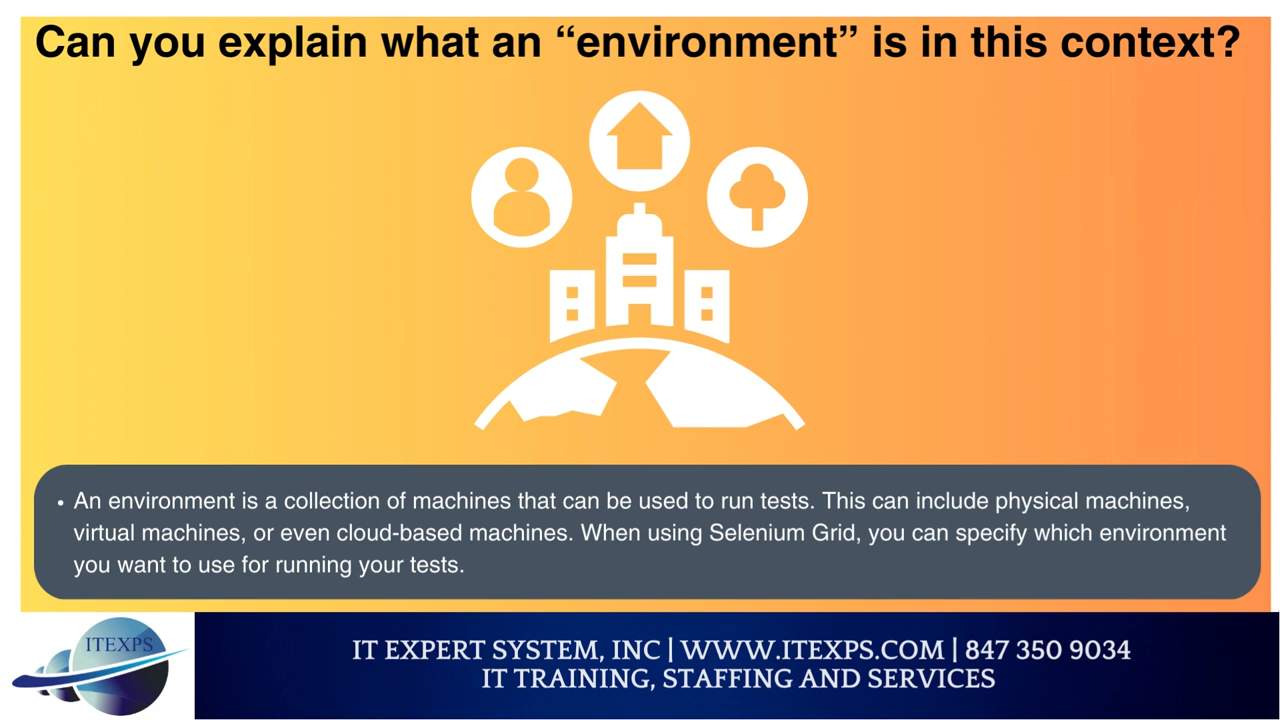 Can you explain what an “environment” is in this context?
• An environment is a collection of machines that can be used to run tests. This can include physical machines,
virtual machines, or even cloud-based machines. When using Selenium Grid, you can specify which environment
you want to use for running your tests.
ITEXPS
IT EXPERT SYSTEM, INC | WWW.ITEXPS.COM | 847 350 9034
IT TRAINING, STAFFING AND SERVICES